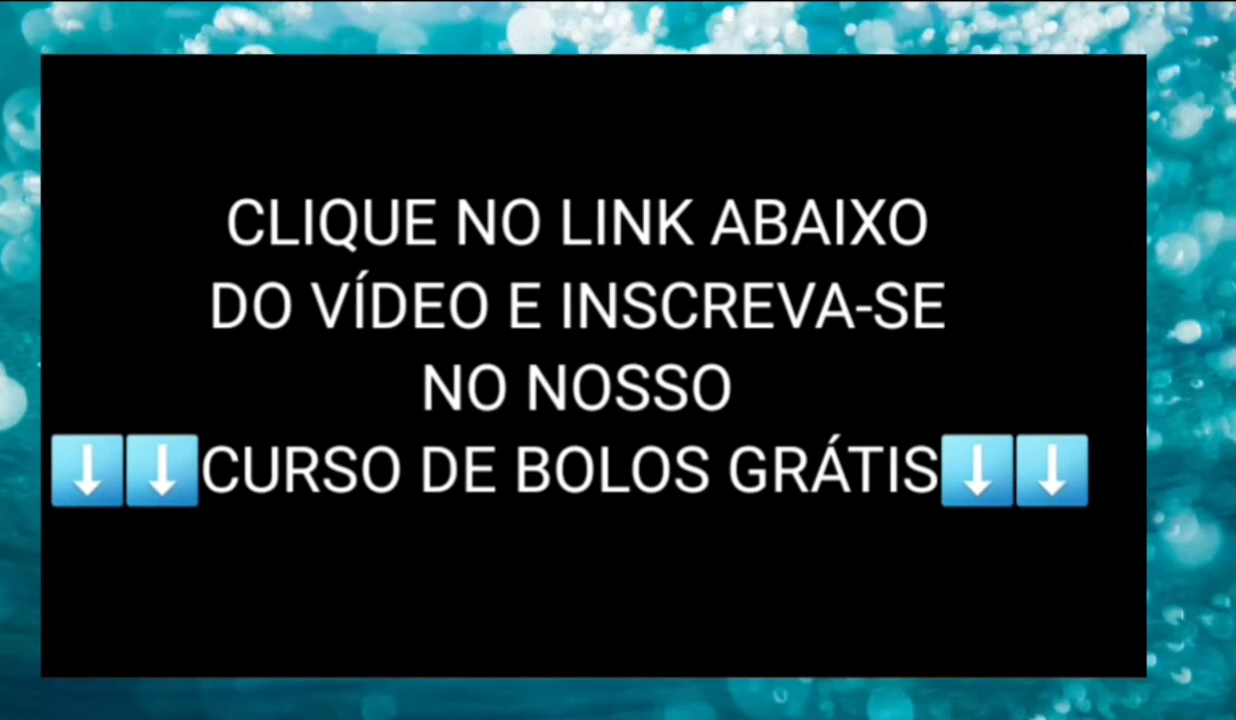 CLIQUE NO LINK ABAIXO
DO VÍDEO E INSCREVA-SE
NO NOSSO
⬇️⬇️CURSO DE BOLOS GRÁTIS⬇️⬇️